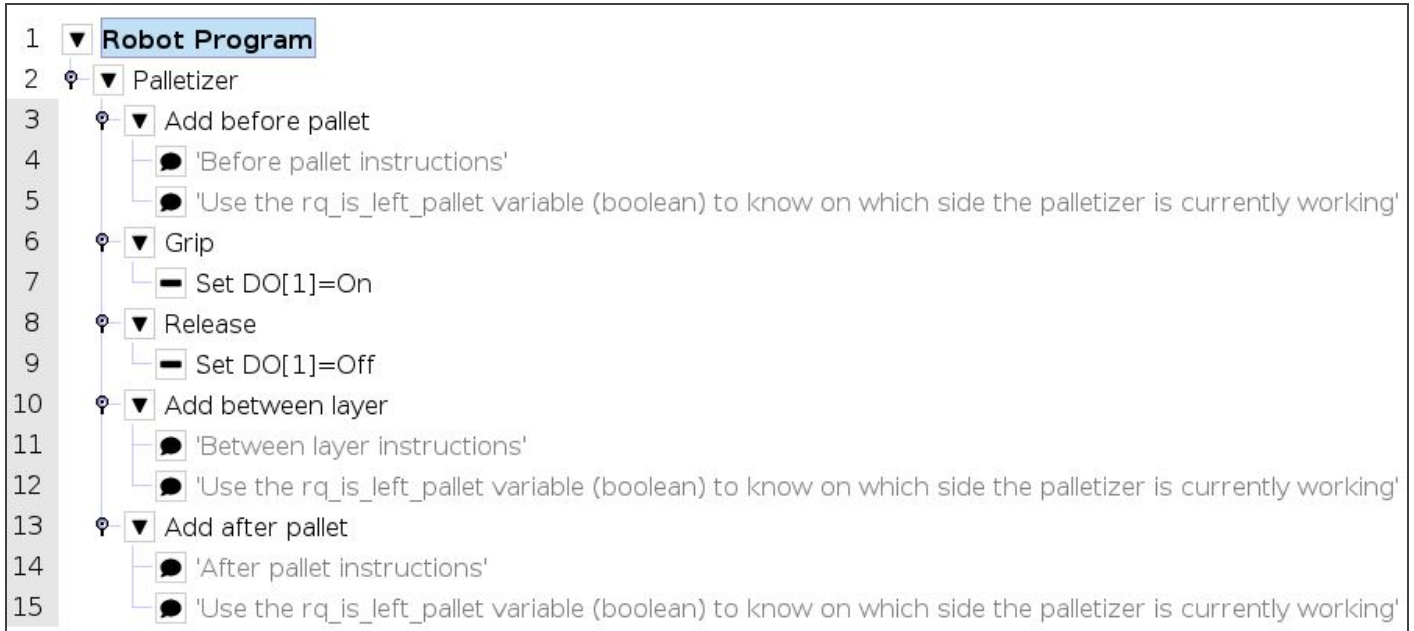 1 Robot Program
2 Palletizer
3 Add before pallet
4 'Before pallet instructions'
5 'Use the rq_is_left_pallet variable (boolean) to know on which side the palletizer is currently working'
6 Grip
7 Set DO[1]=On
8 Release
9 Set DO[1]=Off
10 Add between layer
11 'Between layer instructions'
12 'Use the rq_is_left_pallet variable (boolean) to know on which side the palletizer is currently working'
13 Add after pallet
14 'After pallet instructions'
15 'Use the rq_is_left_pallet variable (boolean) to know on which side the palletizer is currently working'